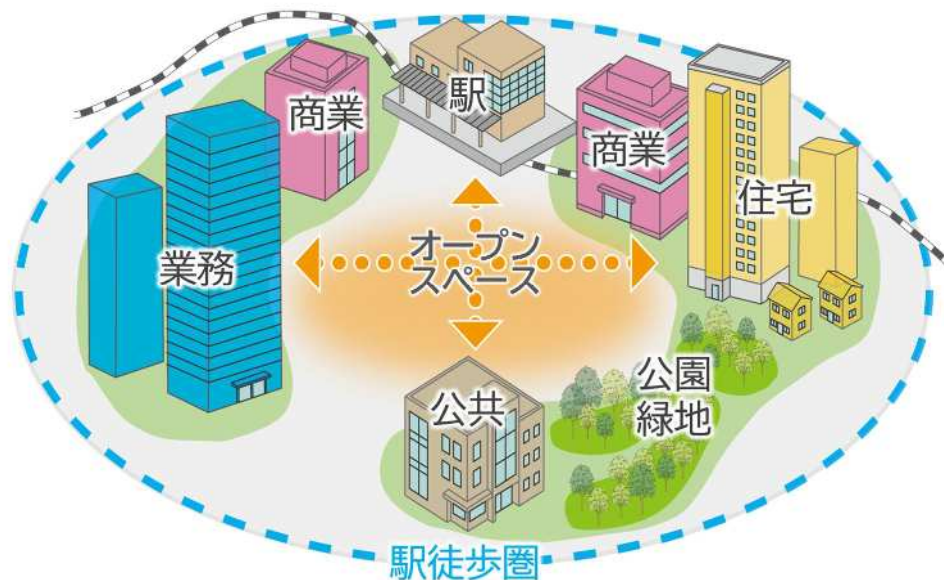 駅
商業
商業
住宅
業務
オープン
スペース
公園
緑地
公共
駅徒歩圏